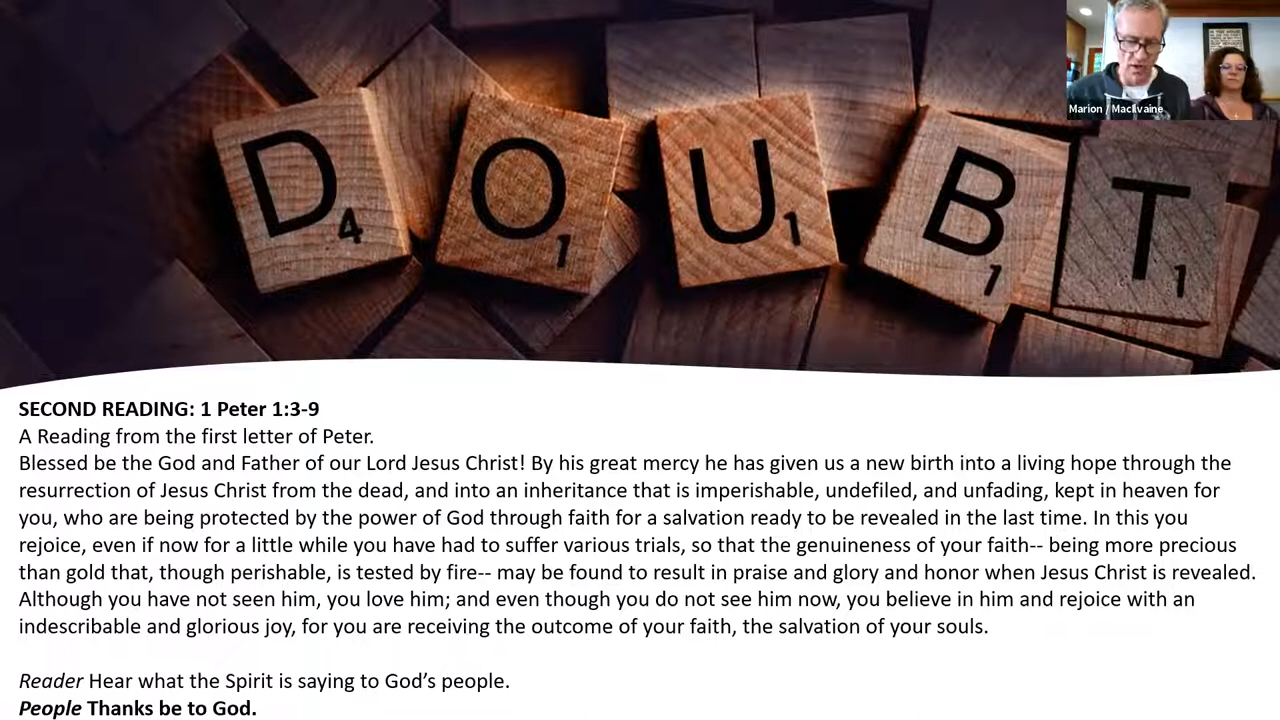 Marion / MacIlvaine
D4 O1 U1 B1 T1
SECOND READING: 1 Peter 1:3-9
A Reading from the first letter of Peter.
Blessed be the God and Father of our Lord Jesus Christ! By his great mercy he has given us a new birth into a living hope through the
resurrection of Jesus Christ from the dead, and into an inheritance that is imperishable, undefiled, and unfading, kept in heaven for
you, who are being protected by the power of God through faith for a salvation ready to be revealed in the last time. In this you
rejoice, even if now for a little while you have had to suffer various trials, so that the genuineness of your faith-- being more precious
than gold that, though perishable, is tested by fire-- may be found to result in praise and glory and honor when Jesus Christ is revealed.
Although you have not seen him, you love him; and even though you do not see him now, you believe in him and rejoice with an
indescribable and glorious joy, for you are receiving the outcome of your faith, the salvation of your souls.
Reader Hear what the Spirit is saying to God’s people.
People Thanks be to God.